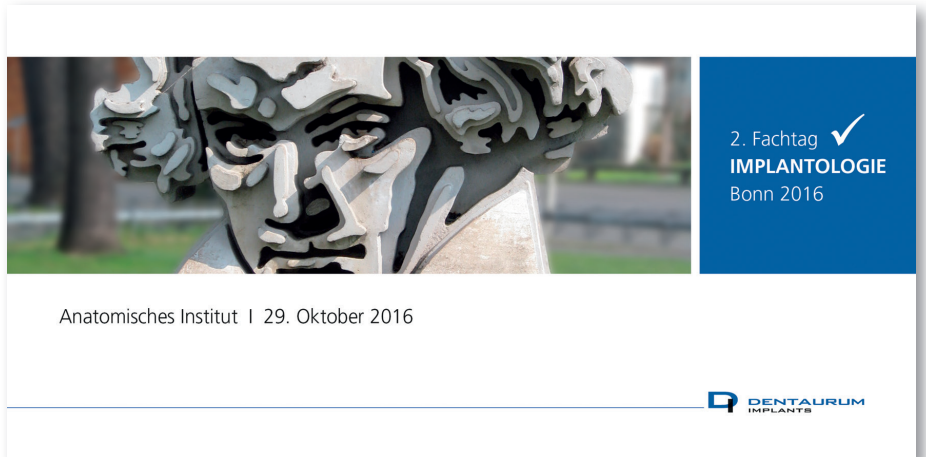 2. Fachtag
IMPLANTOLOGIE
Bonn 2016
Anatomisches Institut I 29. Oktober 2016
DENTAURUM
IMPLANTS